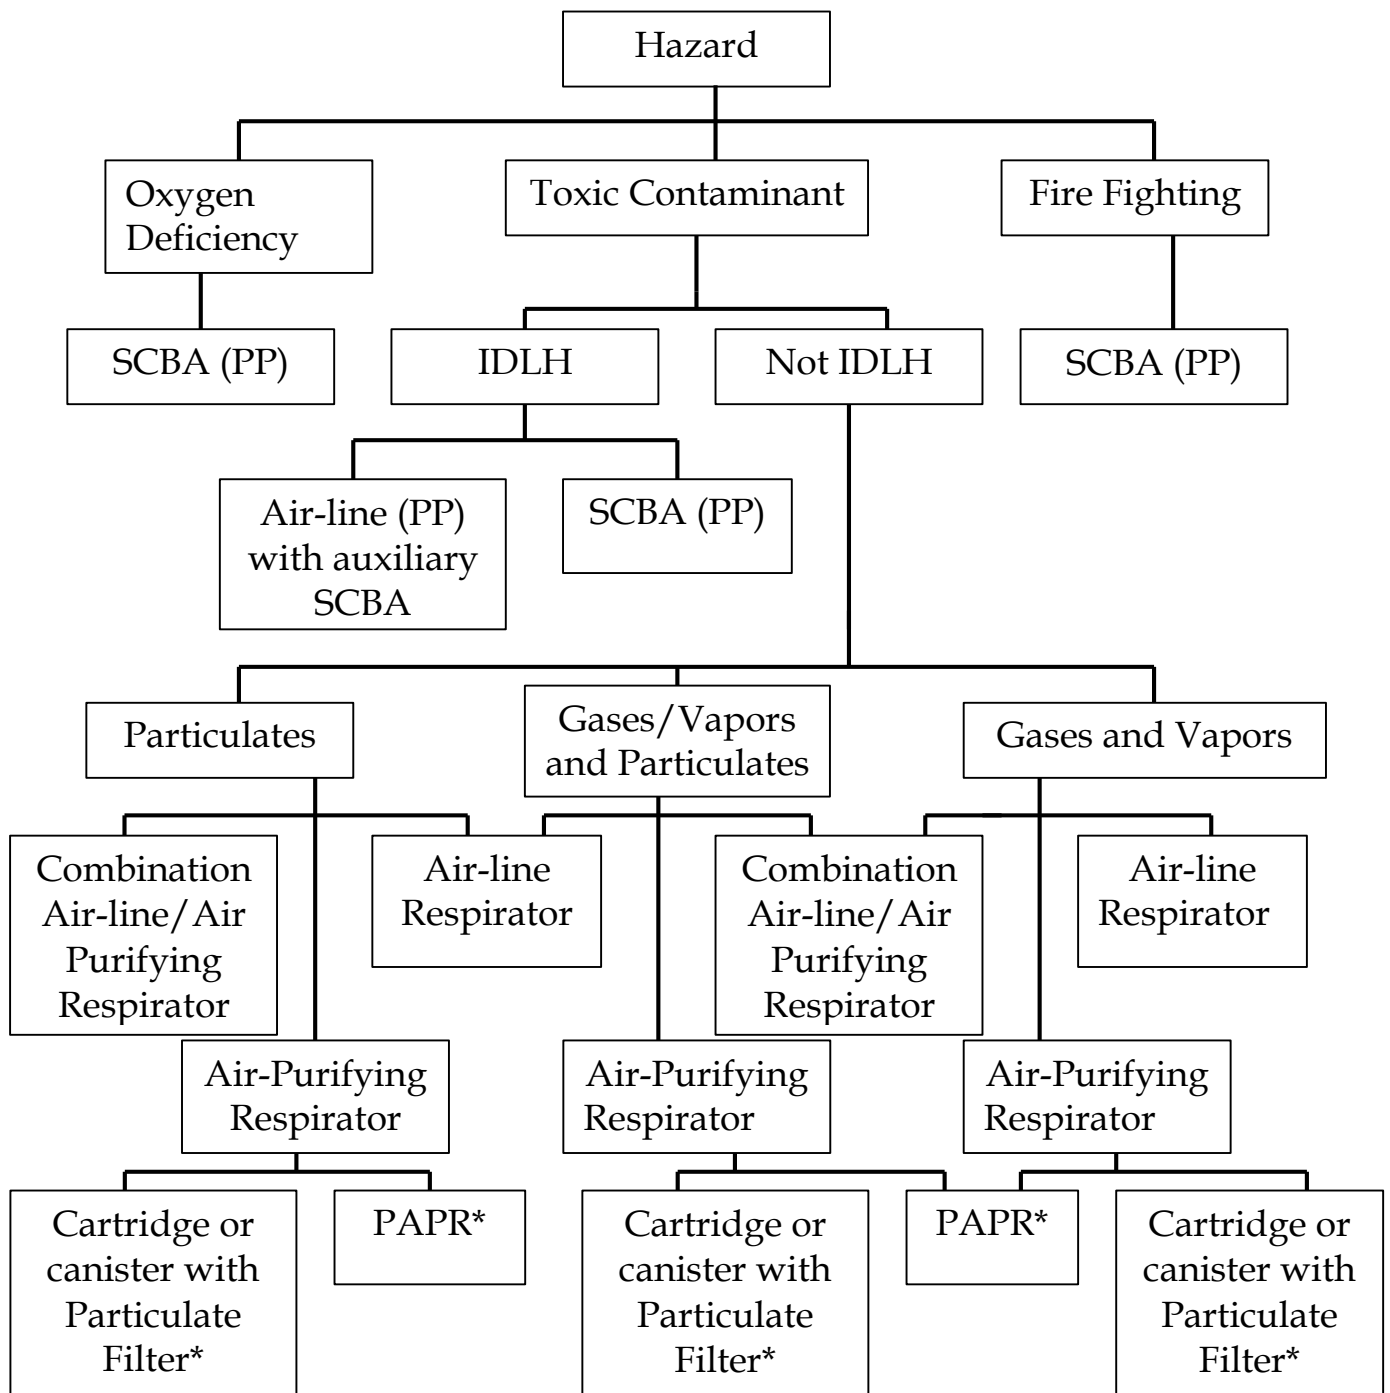 Hazard
Oxygen
Deficiency
Toxic Contaminant
Fire Fighting
SCBA (PP)
IDLH
Not IDLH
SCBA (PP)
Air-line (PP)
with auxiliary
SCBA
SCBA (PP)
Particulates
Gases/Vapors
and Particulates
Gases and Vapors
Combination
Air-line/Air
Purifying
Respirator
Air-line
Respirator
Combination
Air-line/Air
Purifying
Respirator
Air-line
Respirator
Air-Purifying
Respirator
Air-Purifying
Respirator
Air-Purifying
Respirator
Cartridge or
canister with
Particulate
Filter*
PAPR*
Cartridge or
canister with
Particulate
Filter*
PAPR*
Cartridge or
canister with
Particulate
Filter*